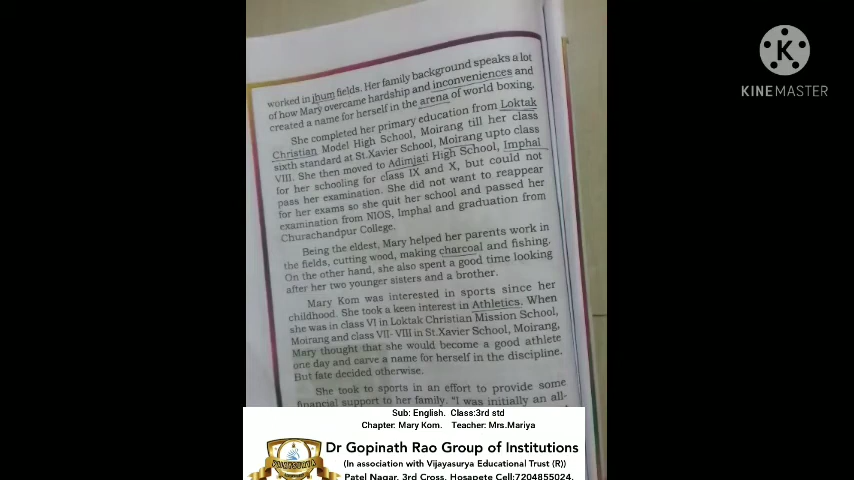 worked in jhum fields. Her family background speaks a lot
of how Mary overcame hardship and inconveniences and
created a name for herself in the arena of world boxing.
She completed her primary education from Loktak
Christian Model High School, Moirang till her class
sixth standard at St.Xavier School, Moirang upto class
VIII. She then moved to Adimjati High School, Imphal
for her schooling for class IX and X, but could not
pass her examination. She did not want to reappear
for her exams so she quit her school and passed her
examination from NIOS, Imphal and graduation from
Churachandpur College.
Being the eldest, Mary helped her parents work in
the fields, cutting wood, making charcoal and fishing.
On the other hand, she also spent a good time looking
after her two younger sisters and a brother.
Mary Kom was interested in sports since her
childhood. She took a keen interest in Athletics. When
she was in class VI in Loktak Christian Mission School,
Moirang and class VII- VIII in St.Xavier School, Moirang,
Mary thought that she would become a good athlete
one day and carve a name for herself in the discipline.
But fate decided otherwise.
She took to sports in an effort to provide some
financial support to her family. "I was initially an all-
K
KINEMASTER
Sub: English. Class:3rd std
Chapter: Mary Kom. Teacher: Mrs.Mariya
Dr Gopinath Rao Group of Institutions
(In association with Vijayasurya Educational Trust (R))
Patel Nagar, 3rd Cross, Hosapete Cell:7204855024,